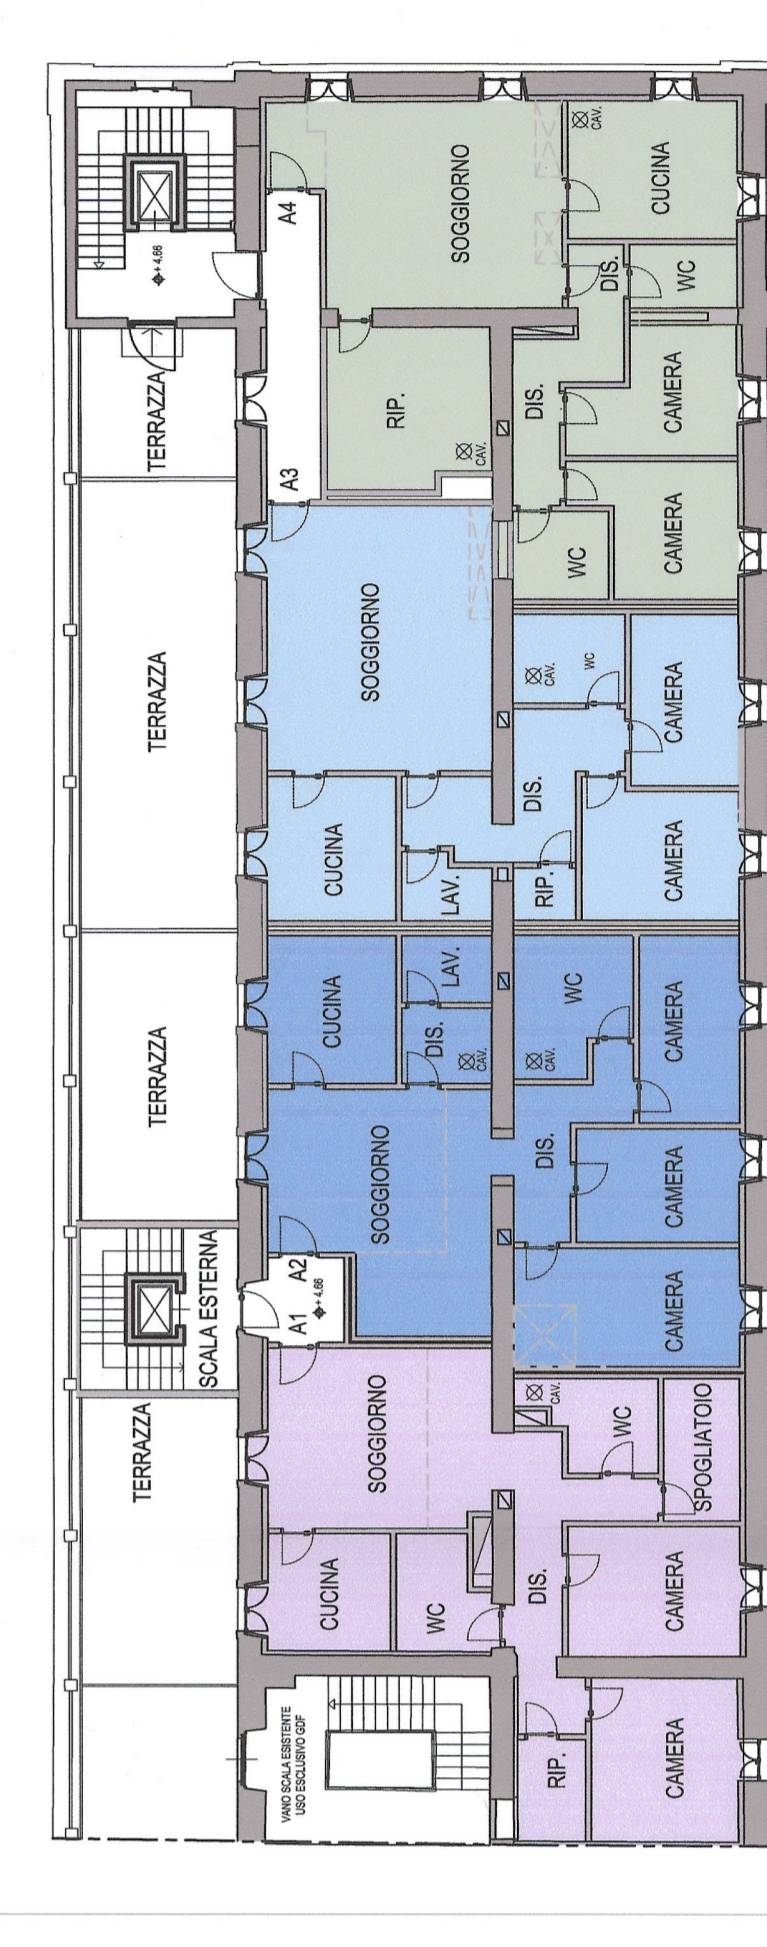 A4
SOGGIORNO
CAV.
CUCINA
+ 4.66
DIS.
WC
TERRAZZA
A3
RIP.
CAV.
DIS.
CAMERA
WC
CAMERA
TERRAZZA
SOGGIORNO
CAV.
WC
CAMERA
CUCINA
LAV.
DIS.
RIP.
CAMERA
TERRAZZA
CUCINA
LAV.
DIS.
CAV.
WC
CAV.
CAMERA
SOGGIORNO
DIS.
CAMERA
SCALA ESTERNA
A1
A2
+ 4.66
CAMERA
TERRAZZA
SOGGIORNO
CAV.
WC
SPOGLIATOIO
CUCINA
WC
DIS.
CAMERA
VANO SCALA ESISTENTE
USO ESCLUSIVO GDF
RIP.
CAMERA